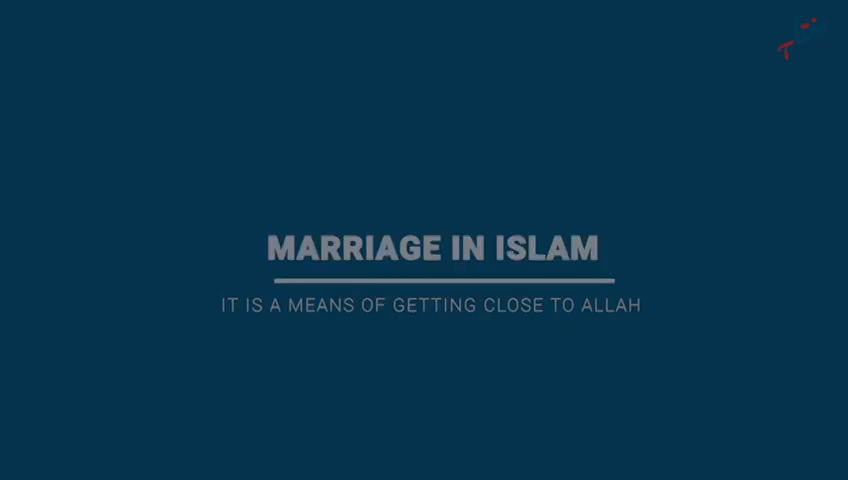 MARRIAGE IN ISLAM
IT IS A MEANS OF GETTING CLOSE TO ALLAH